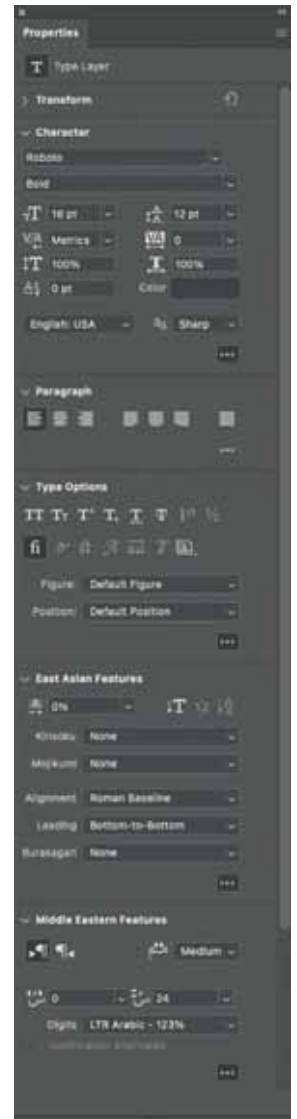 Properties
T Type Layer
Transform
Character
Roboto
Bold
16 pt 12 pt
Metrics 0
100% 100%
0 pt Color
English: USA Sharp
Paragraph
Type Options
Figure: Default Figure
Position: Default Position
East Asian Features
0%
Kinsoku None
Mojikumi None
Alignment Roman Baseline
Leading Bottom-to-Bottom
Burasagari None
Middle Eastern Features
Medium
0 24
Digits LTR Arabic - 123%